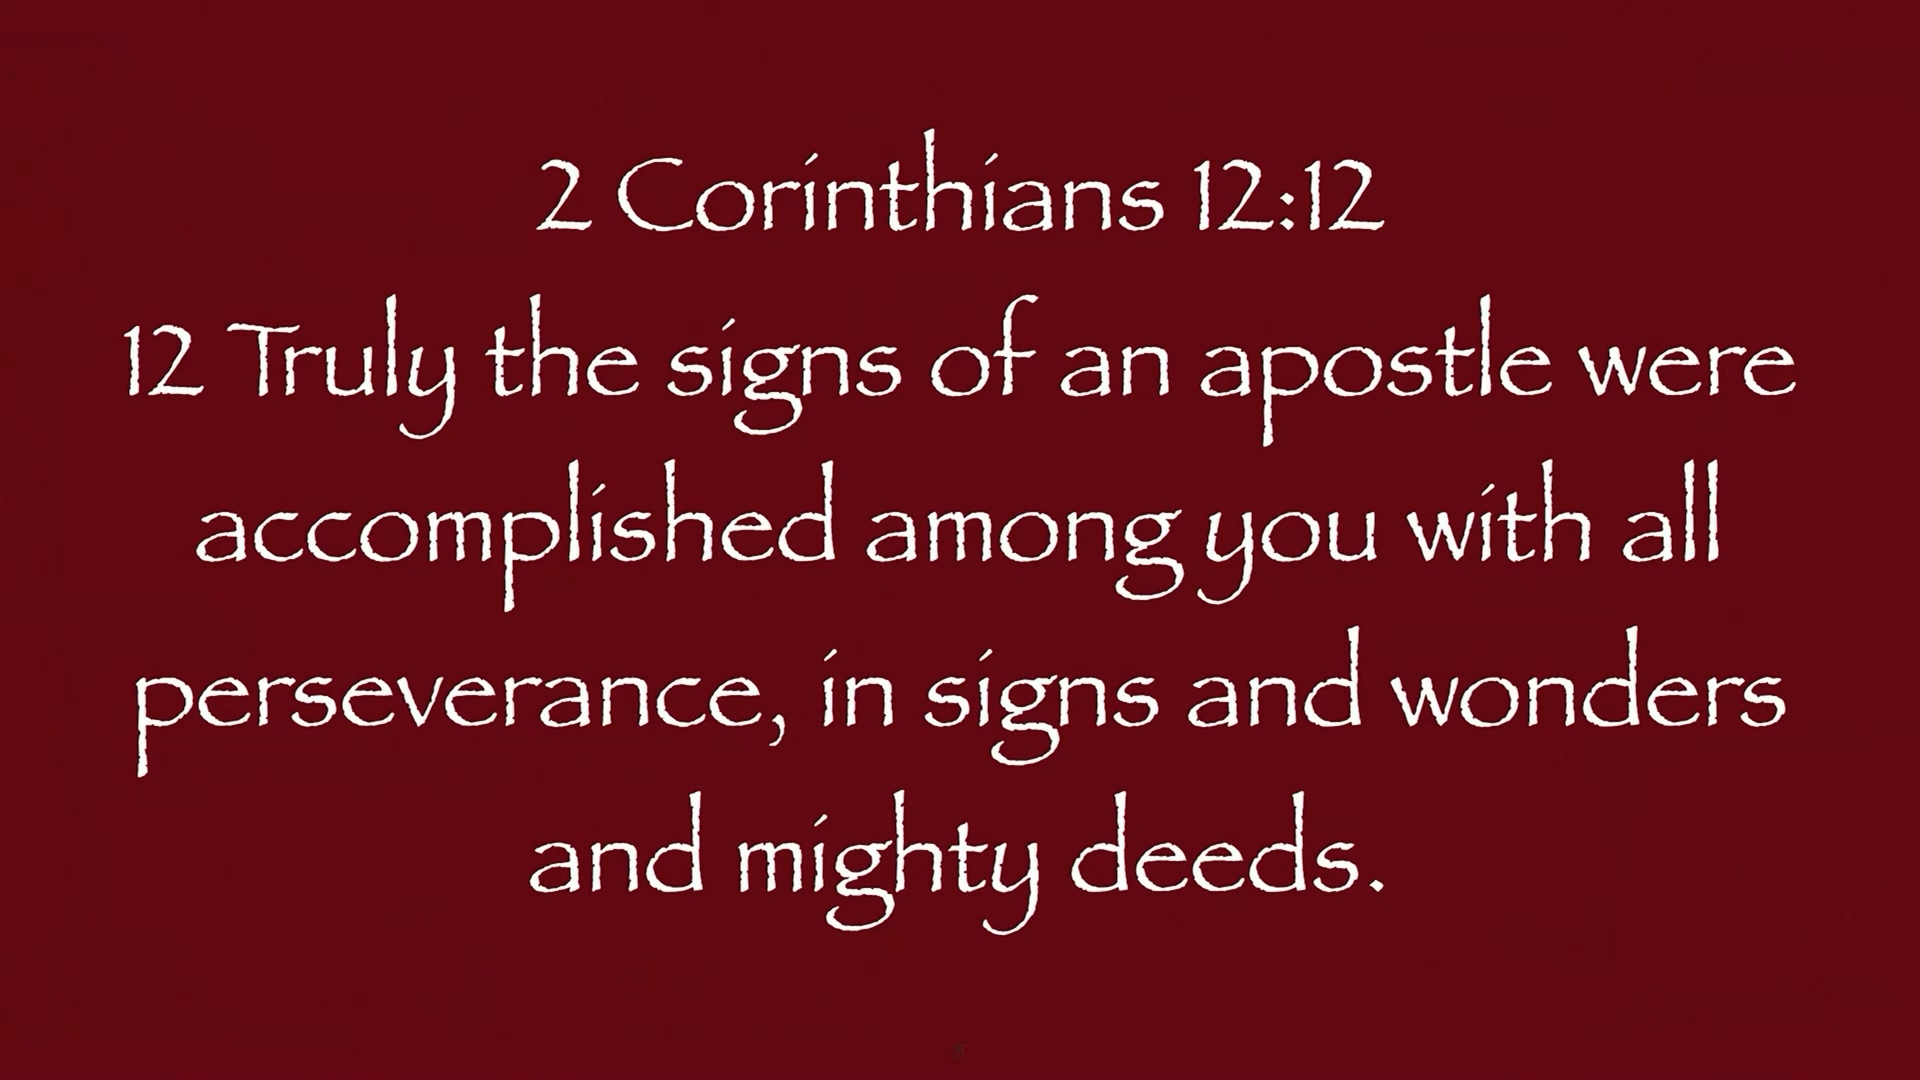 2 Corinthians 12:12
12 Truly the signs of an apostle were
accomplished among you with all
perseverance, in signs and wonders
and mighty deeds.